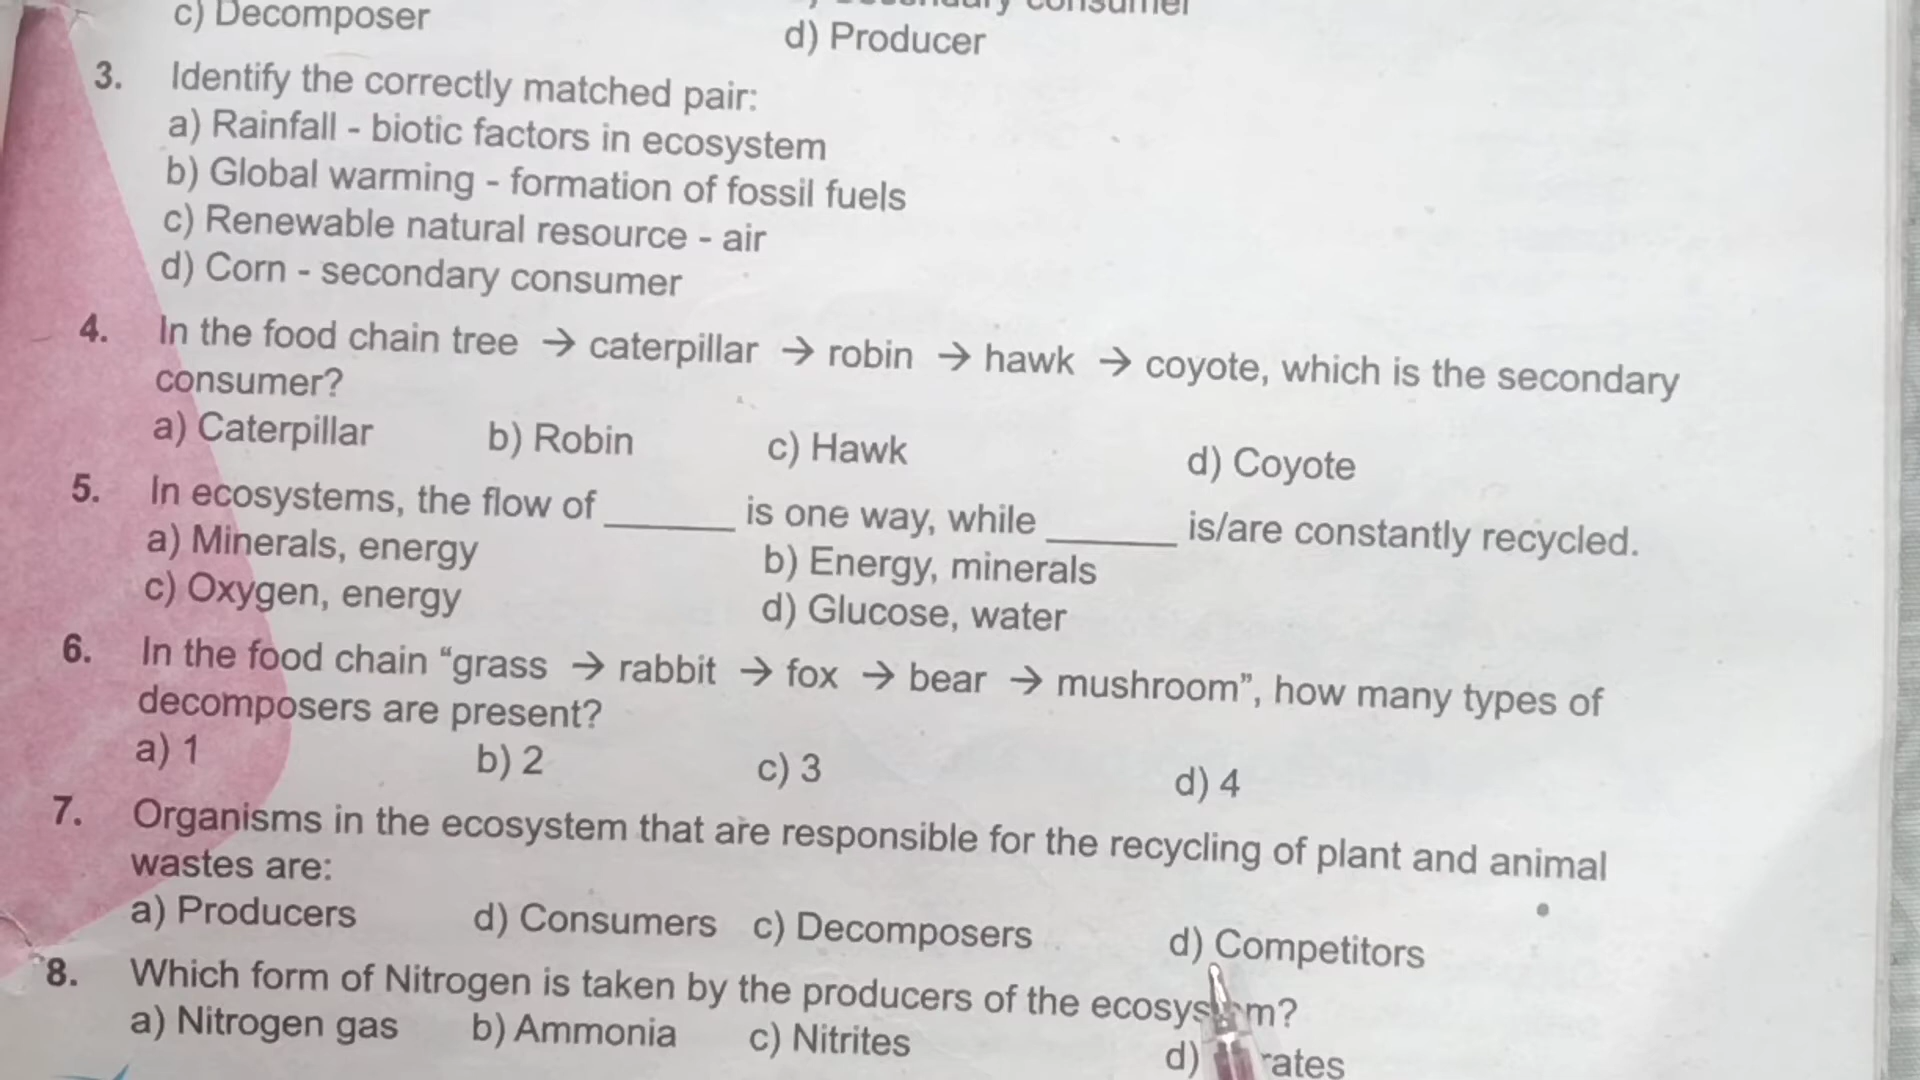 c) Decomposer
consumer
d) Producer
3. Identify the correctly matched pair:
a) Rainfall - biotic factors in ecosystem
b) Global warming - formation of fossil fuels
c) Renewable natural resource - air
d) Corn - secondary consumer
4. In the food chain tree → caterpillar → robin → hawk → coyote, which is the secondary
consumer?
a) Caterpillar b) Robin c) Hawk d) Coyote
5. In ecosystems, the flow of ______ is one way, while ______ is/are constantly recycled.
a) Minerals, energy b) Energy, minerals
c) Oxygen, energy d) Glucose, water
6. In the food chain “grass → rabbit → fox → bear → mushroom”, how many types of
decomposers are present?
a) 1 b) 2 c) 3 d) 4
7. Organisms in the ecosystem that are responsible for the recycling of plant and animal
wastes are:
a) Producers d) Consumers c) Decomposers d) Competitors
8. Which form of Nitrogen is taken by the producers of the ecosystem?
a) Nitrogen gas b) Ammonia c) Nitrites d)